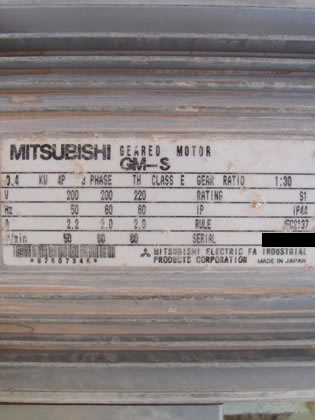 MITSUBISHI GEARED MOTOR
GM-S
0.4 KW 4P 3 PHASE TH CLASS E GEAR RATIO 1:30
V 200 200 220 RATING S1
Hz 50 60 60 IP IP44
A 2.2 2.0 2.0 RULE
r/min 50 60 60 SERIAL
MITSUBISHI ELECTRIC FA INDUSTRIAL
PRODUCTS CORPORATION MADE IN JAPAN